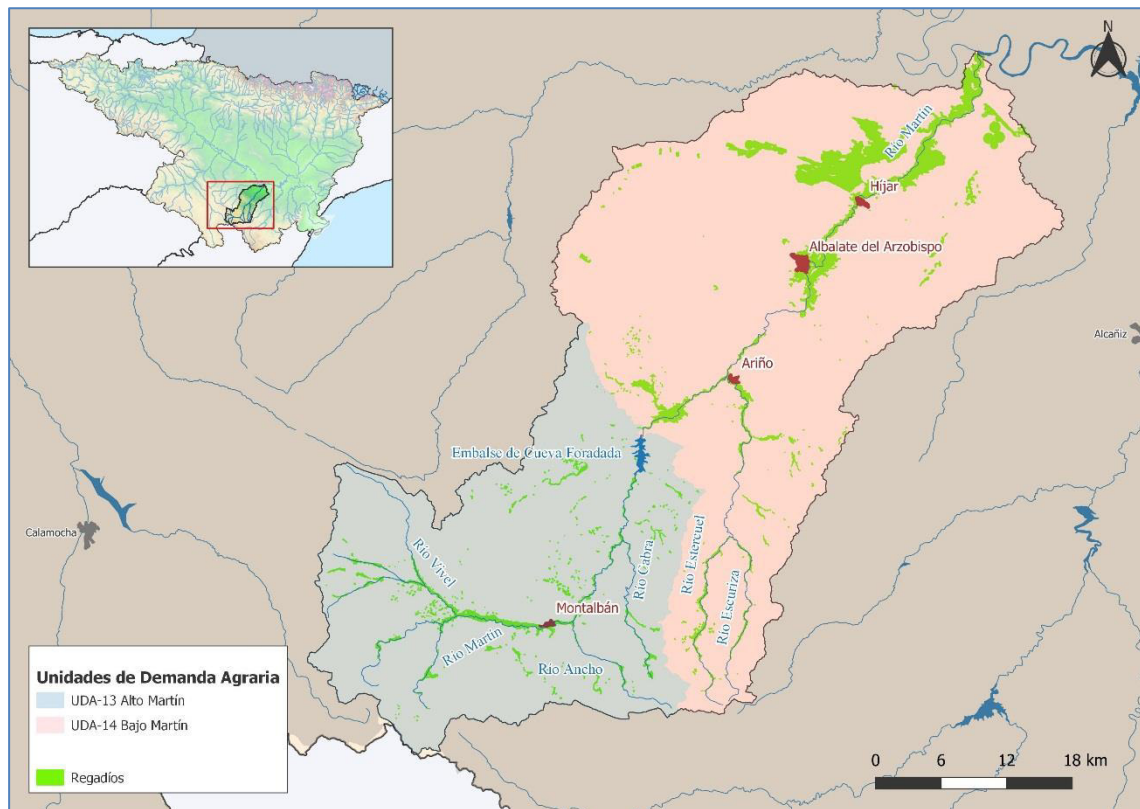 N
Río Martín
Híjar
Albalate del Arzobispo
Alcañiz
Ariño
Embalse de Cueva Foradada
Calamocha
Río Vivel
Río Cabra
Río Estercuel
Río Escuriza
Montalbán
Río Martín
Río Ancho
Unidades de Demanda Agraria
UDA-13 Alto Martín
UDA-14 Bajo Martín
Regadíos
0 6 12 18 km